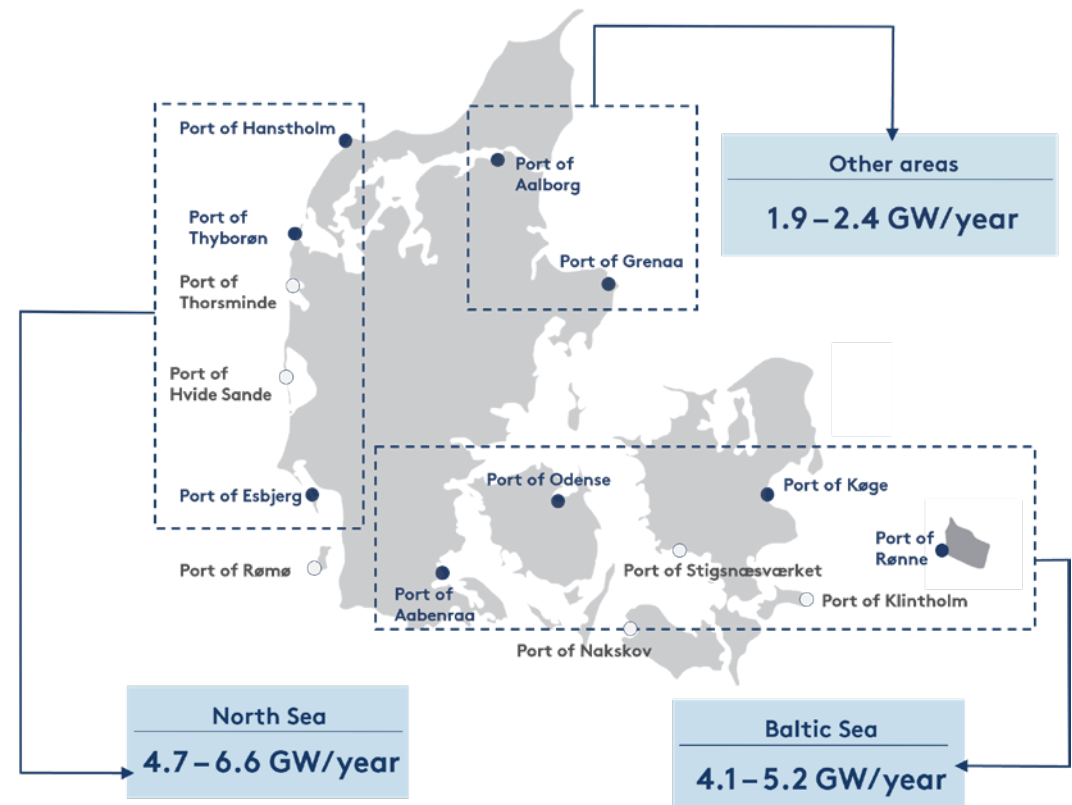 Port of Hanstholm
Port of
Aalborg
Other areas
1.9–2.4 GW/year
Port of
Thyborøn
Port of Grenaa
Port of
Thorsminde
Port of
Hvide Sande
Port of Esbjerg
Port of Odense
Port of Køge
Port of
Rønne
Port of Rømø
Port of Stigsnæsværket
Port of
Aabenraa
Port of Klintholm
Port of Nakskov
North Sea
4.7–6.6 GW/year
Baltic Sea
4.1–5.2 GW/year